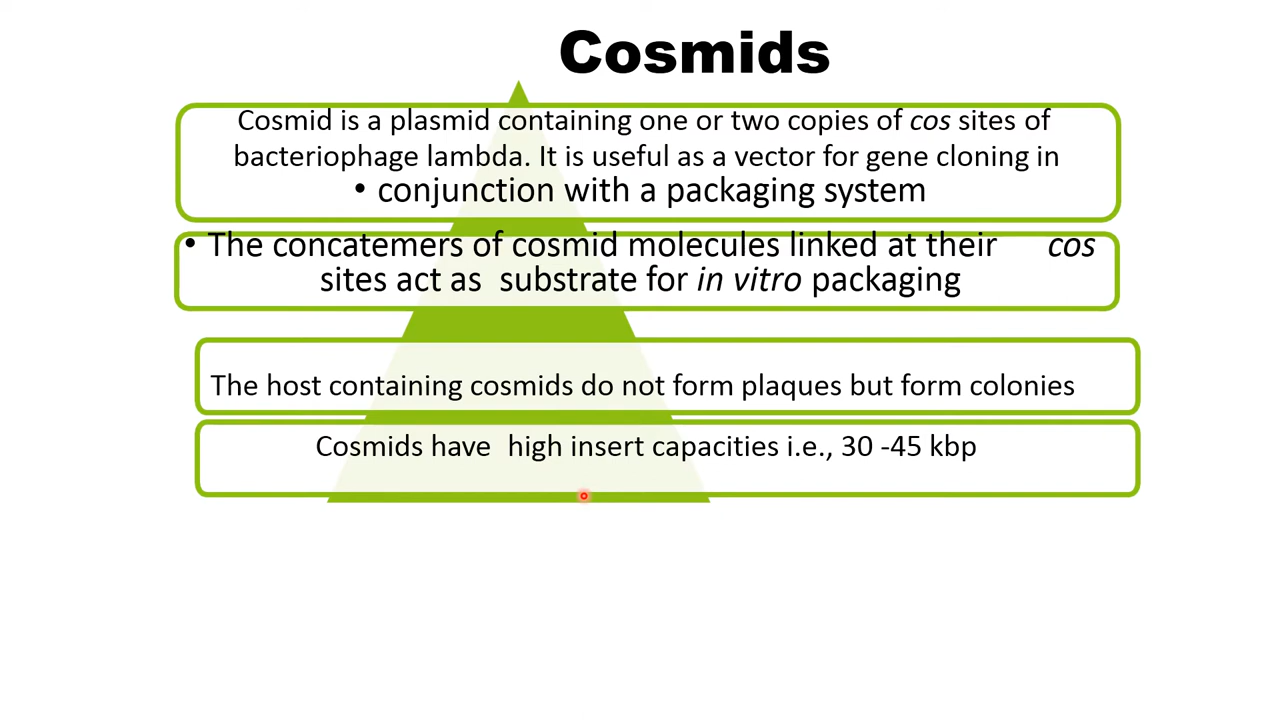 Cosmids
Cosmid is a plasmid containing one or two copies of cos sites of
bacteriophage lambda. It is useful as a vector for gene cloning in
• conjunction with a packaging system
• The concatemers of cosmid molecules linked at their cos
sites act as substrate for in vitro packaging
The host containing cosmids do not form plaques but form colonies
Cosmids have high insert capacities i.e., 30 -45 kbp